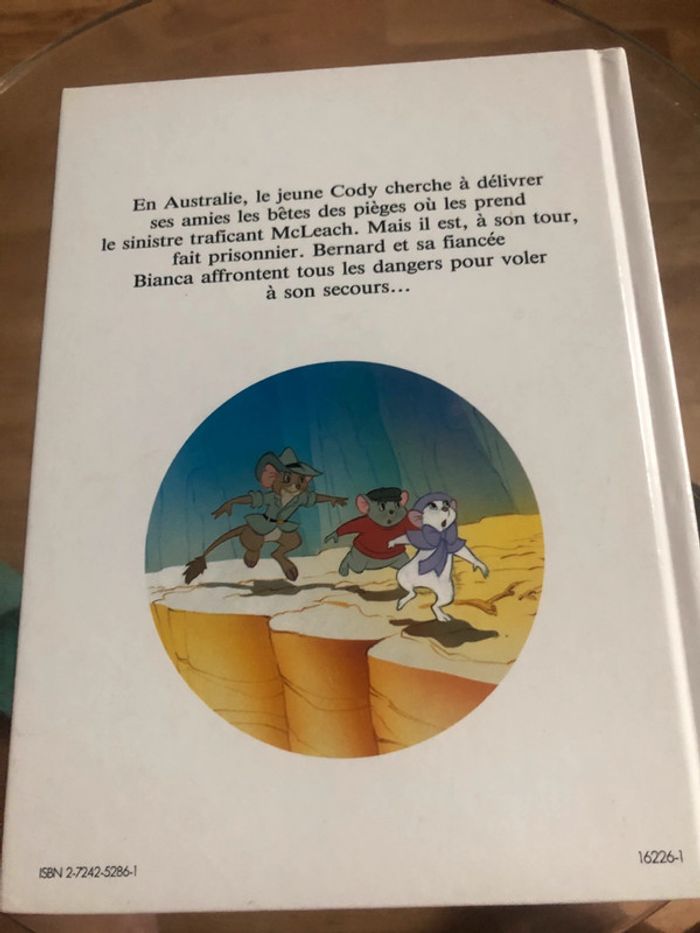 En Australie, le jeune Cody cherche à délivrer
ses amies les bêtes des pièges où les prend
le sinistre traficant McLeach. Mais il est, à son tour,
fait prisonnier. Bernard et sa fiancée
Bianca affrontent tous les dangers pour voler
à son secours...
ISBN 2-7242-5286-1
16226-1